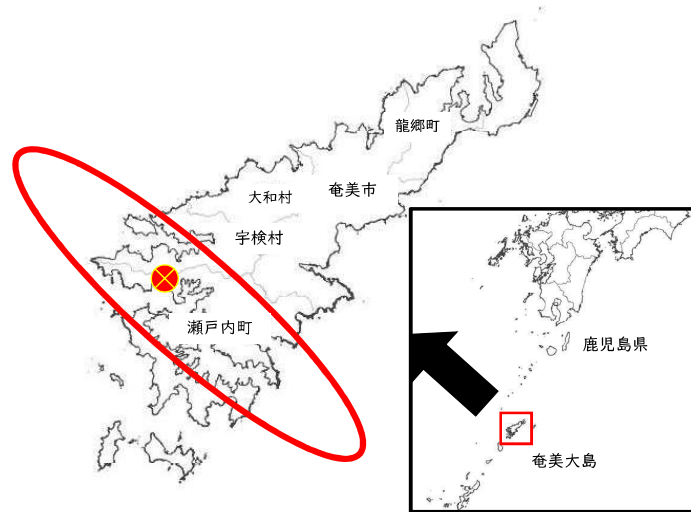 龍郷町
大和村
奄美市
宇検村
瀬戸内町
鹿児島県
奄美大島